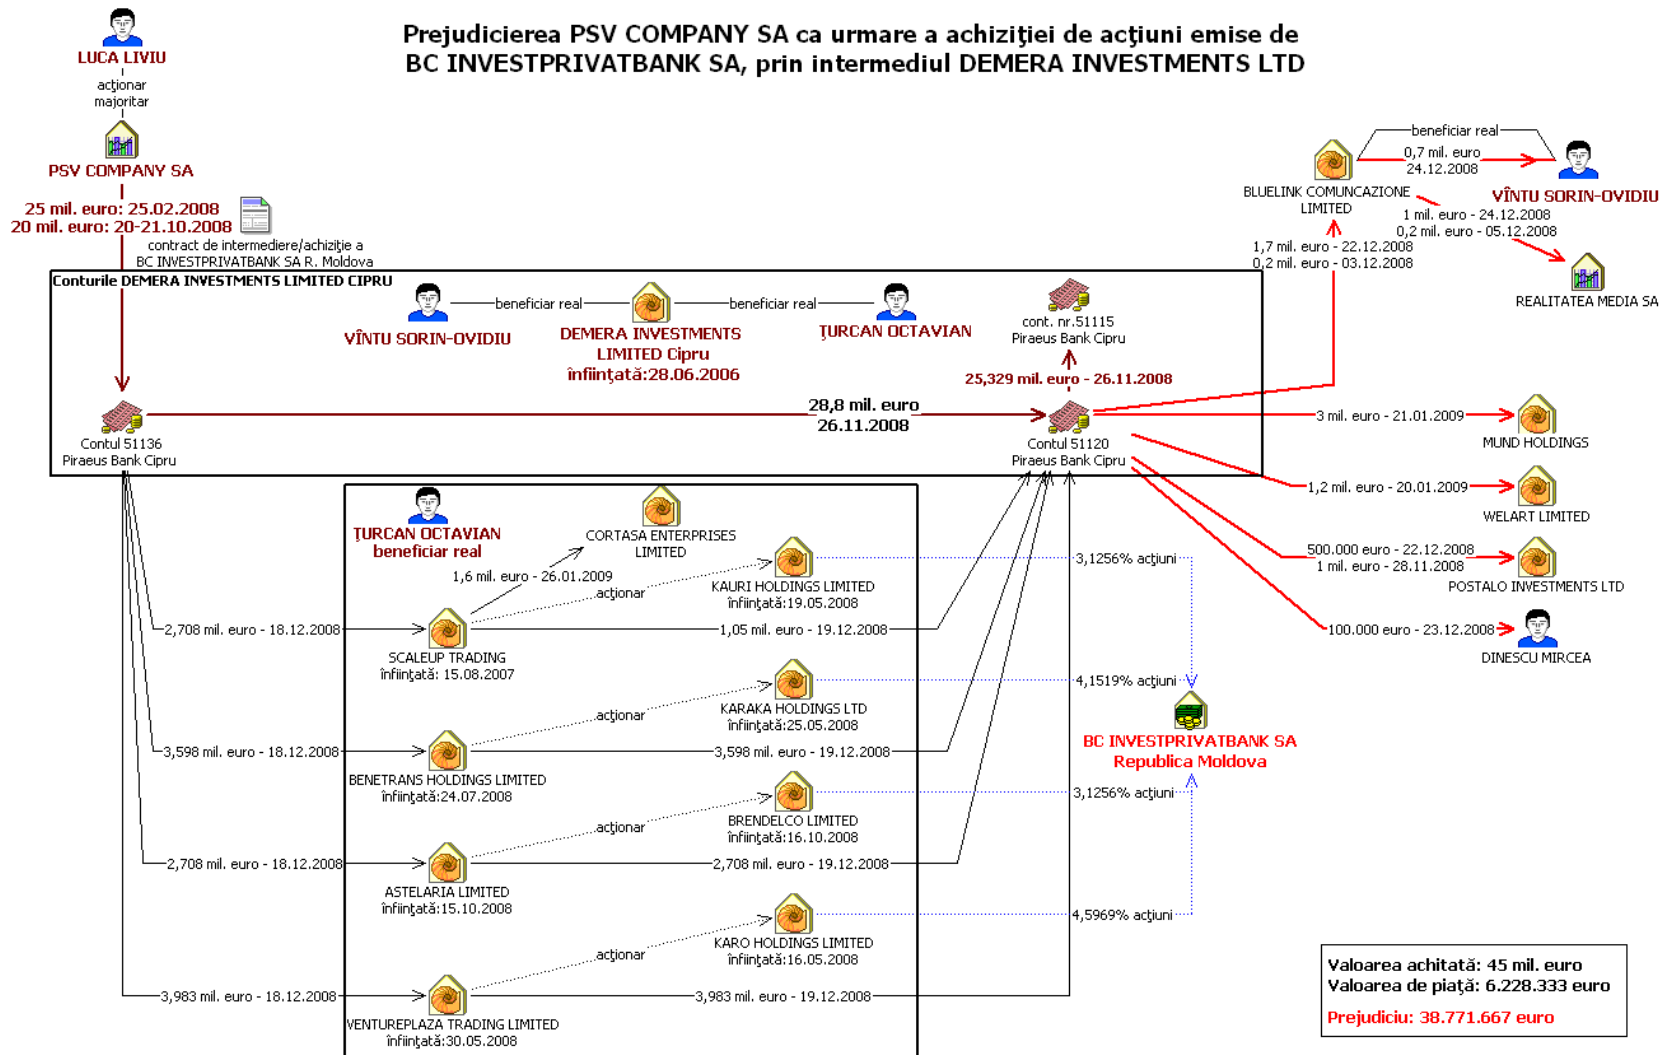 Prejudicierea PSV COMPANY SA ca urmare a achiziţiei de acţiuni emise de
BC INVESTPRIVATBANK SA, prin intermediul DEMERA INVESTMENTS LTD
LUCA LIVIU
acţionar
majoritar
PSV COMPANY SA
25 mil. euro: 25.02.2008
20 mil. euro: 20-21.10.2008
contract de intermediere/achiziţie a
BC INVESTPRIVATBANK SA R. Moldova
beneficiar real
0,7 mil. euro
24.12.2008
BLUELINK COMUNCAZIONE
LIMITED
VÎNTU SORIN-OVIDIU
1 mil. euro - 24.12.2008
0,2 mil. euro - 05.12.2008
1,7 mil. euro - 22.12.2008
0,2 mil. euro - 03.12.2008
REALITATEA MEDIA SA
Conturile DEMERA INVESTMENTS LIMITED CIPRU
VÎNTU SORIN-OVIDIU
beneficiar real
DEMERA INVESTMENTS
LIMITED Cipru
înfiinţată:28.06.2006
beneficiar real
ŢURCAN OCTAVIAN
cont. nr.51115
Piraeus Bank Cipru
25,329 mil. euro - 26.11.2008
28,8 mil. euro
26.11.2008
Contul 51136
Piraeus Bank Cipru
Contul 51120
Piraeus Bank Cipru
3 mil. euro - 21.01.2009
MUND HOLDINGS
1,2 mil. euro - 20.01.2009
WELART LIMITED
500.000 euro - 22.12.2008
1 mil. euro - 28.11.2008
POSTALO INVESTMENTS LTD
100.000 euro - 23.12.2008
DINESCU MIRCEA
ŢURCAN OCTAVIAN
beneficiar real
CORTASA ENTERPRISES
LIMITED
1,6 mil. euro - 26.01.2009
acţionar
KAURI HOLDINGS LIMITED
înfiinţată:19.05.2008
3,1256% acţiuni
2,708 mil. euro - 18.12.2008
SCALEUP TRADING
înfiinţată: 15.08.2007
1,05 mil. euro - 19.12.2008
acţionar
KARAKA HOLDINGS LTD
înfiinţată:25.05.2008
4,1519% acţiuni
3,598 mil. euro - 18.12.2008
BENETRANS HOLDINGS LIMITED
înfiinţată:24.07.2008
3,598 mil. euro - 19.12.2008
BC INVESTPRIVATBANK SA
Republica Moldova
acţionar
BRENDELCO LIMITED
înfiinţată:16.10.2008
3,1256% acţiuni
2,708 mil. euro - 18.12.2008
ASTELARIA LIMITED
înfiinţată:15.10.2008
2,708 mil. euro - 19.12.2008
acţionar
KARO HOLDINGS LIMITED
înfiinţată:16.05.2008
4,5969% acţiuni
3,983 mil. euro - 18.12.2008
VENTUREPLAZA TRADING LIMITED
înfiinţată:30.05.2008
3,983 mil. euro - 19.12.2008
Valoarea achitată: 45 mil. euro
Valoarea de piaţă: 6.228.333 euro
Prejudiciu: 38.771.667 euro